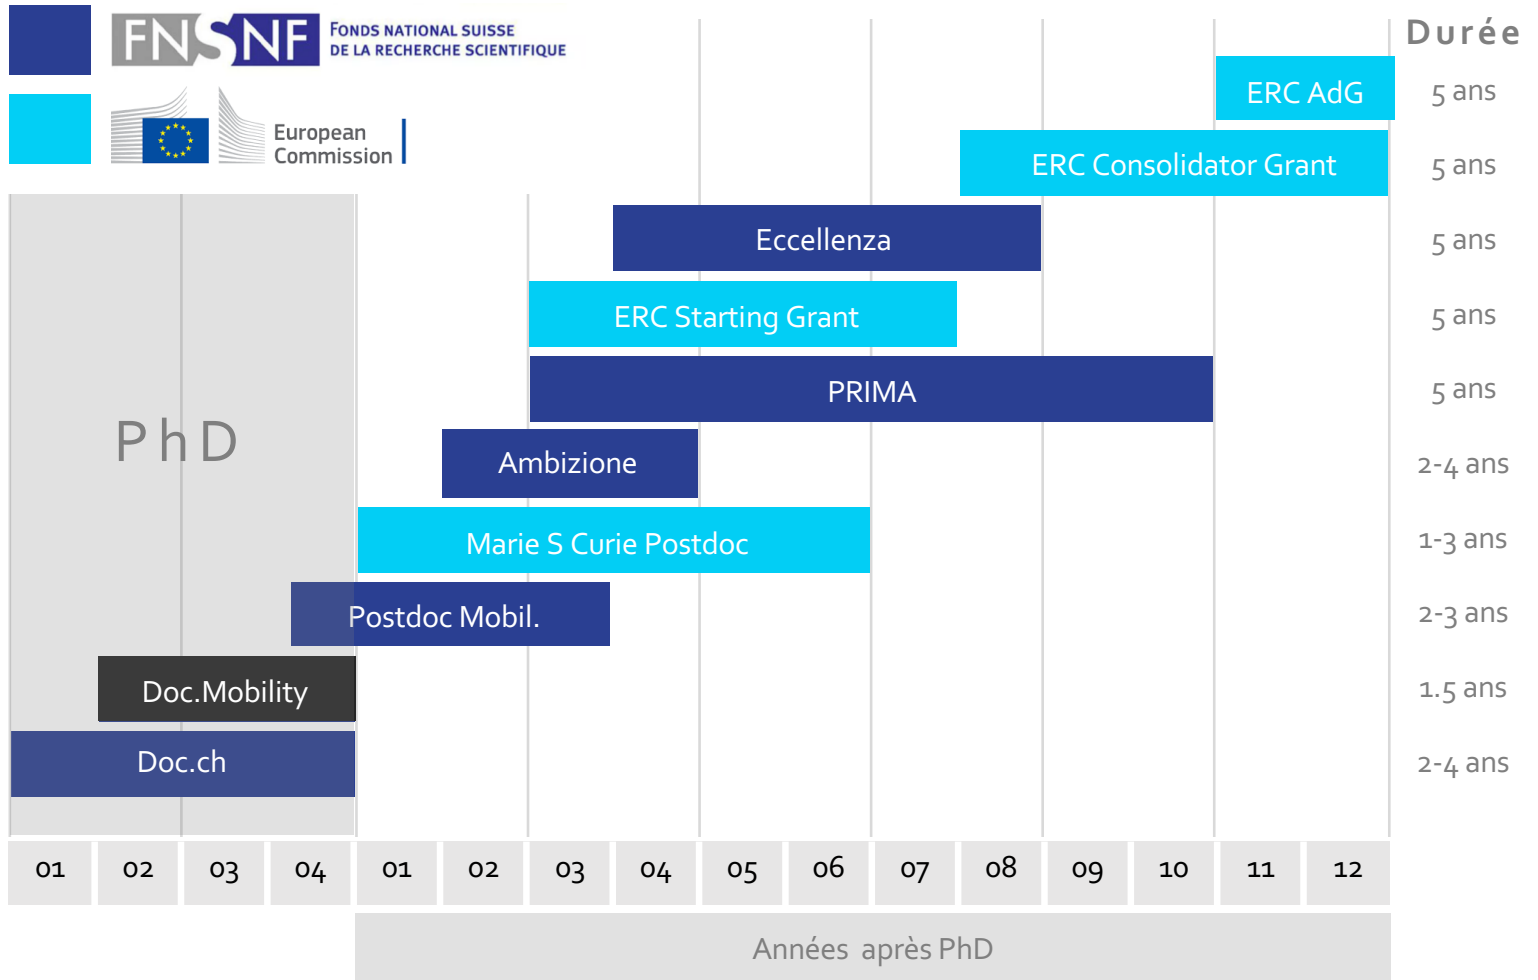 FNSNF FONDS NATIONAL SUISSE
DE LA RECHERCHE SCIENTIFIQUE
European
Commission
Durée
ERC AdG 5 ans
ERC Consolidator Grant 5 ans
Eccellenza 5 ans
ERC Starting Grant 5 ans
PRIMA 5 ans
PhD
Ambizione 2-4 ans
Marie S Curie Postdoc 1-3 ans
Postdoc Mobil. 2-3 ans
Doc.Mobility 1.5 ans
Doc.ch 2-4 ans
01 02 03 04 01 02 03 04 05 06 07 08 09 10 11 12
Années après PhD